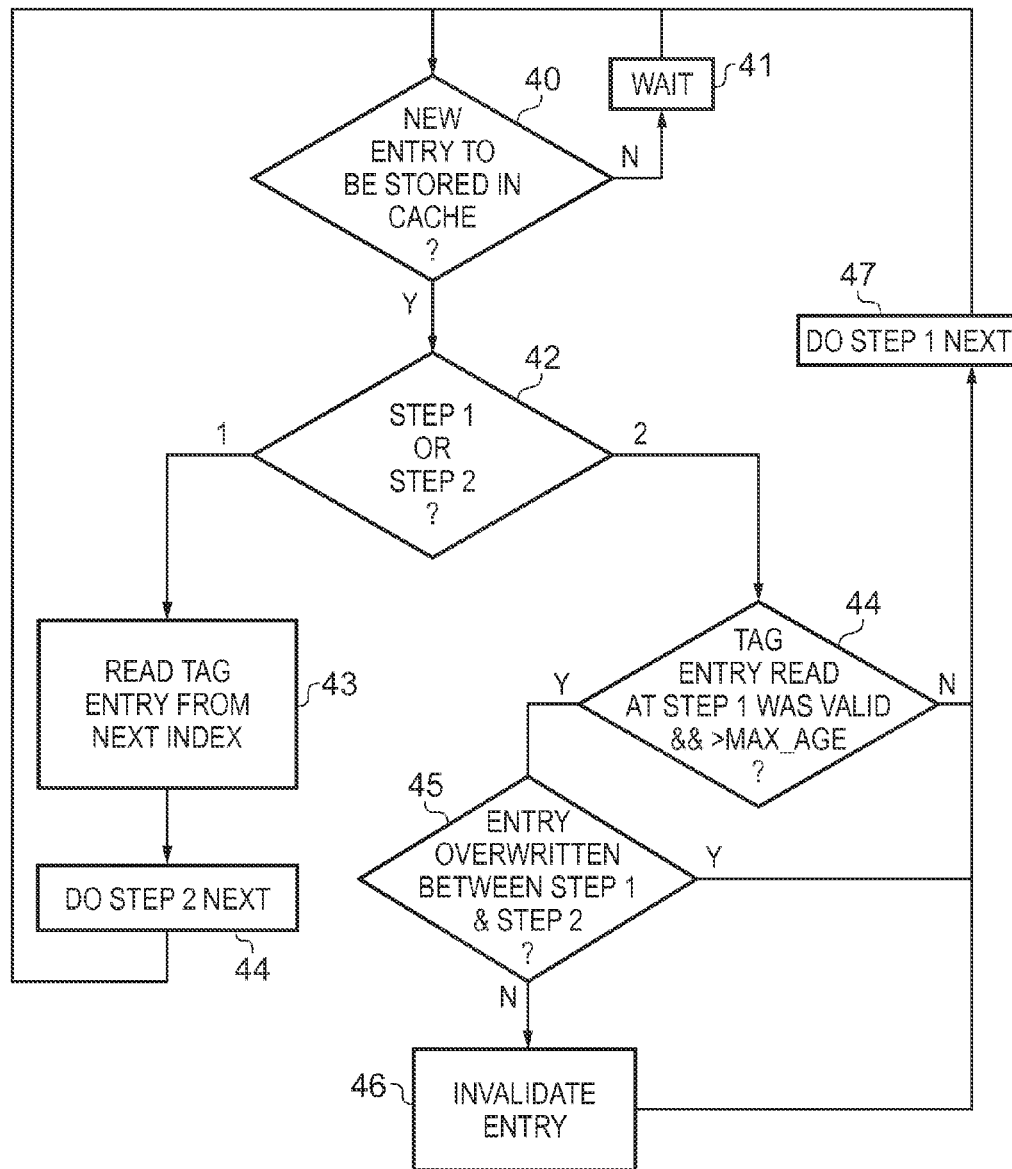 40
NEW
ENTRY TO
BE STORED IN
CACHE
?
N
WAIT
41
Y
42
STEP 1
OR
STEP 2
?
1
2
47
DO STEP 1 NEXT
READ TAG
ENTRY FROM
NEXT INDEX
43
DO STEP 2 NEXT
44
44
TAG
ENTRY READ
AT STEP 1 WAS VALID
&& >MAX_AGE
?
Y
N
45
ENTRY
OVERWRITTEN
BETWEEN STEP 1
& STEP 2
?
Y
N
46
INVALIDATE
ENTRY